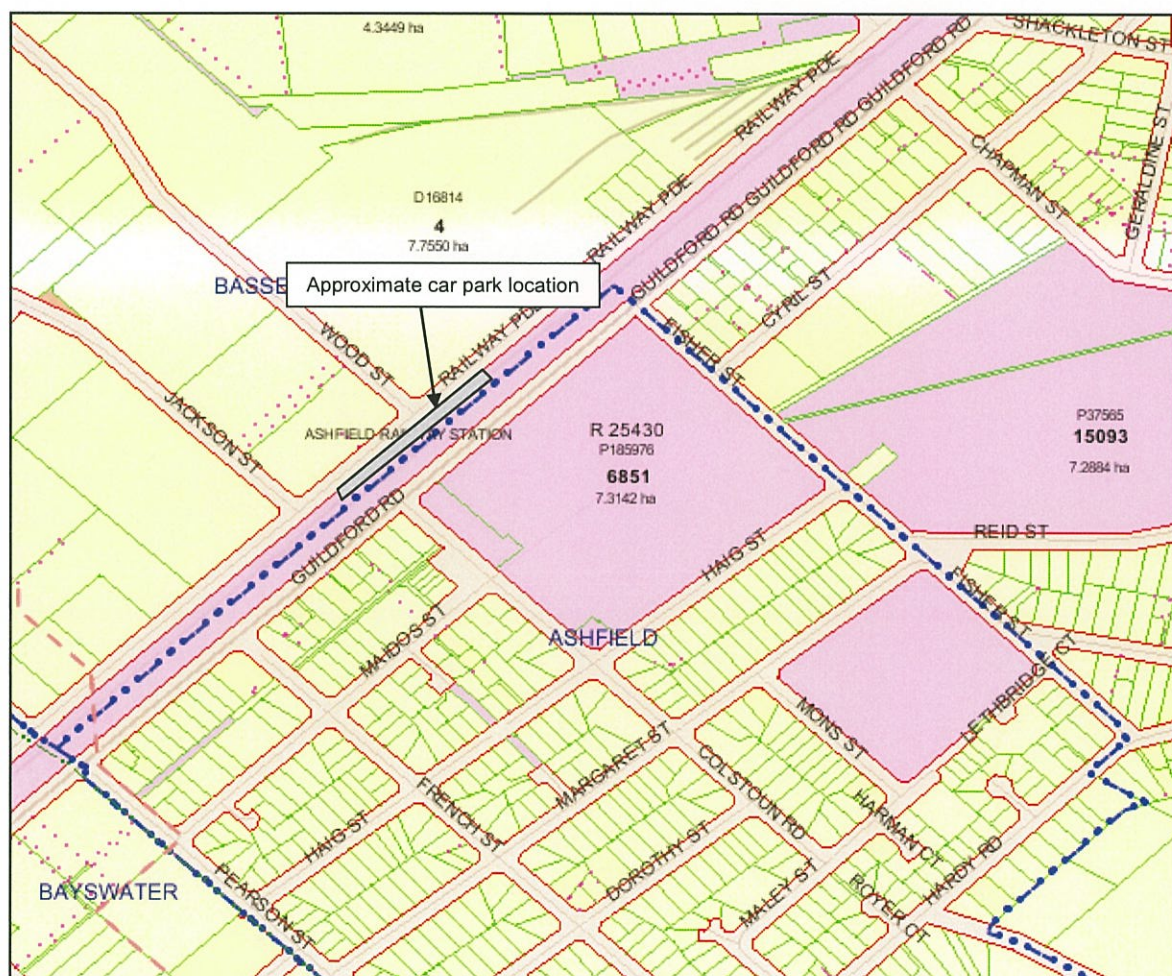 4.3449 ha
SHACKLETON ST
GUILDFORD RD
GUILDFORD RD
RAILWAY PDE
CHAPMAN ST
GERALDINE ST
D16814
4
7.7550 ha
RAILWAY PDE
GUILDFORD RD
GUILDFORD RD
BASSE
Approximate car park location
CYRIL ST
RAILWAY PDE
FISHER ST
WOOD ST
JACKSON ST
ASHFIELD RAILWAY STATION
R 25430
P185976
6851
7.3142 ha
P37565
15093
7.2884 ha
GUILDFORD RD
HAIG ST
REID ST
FISHER ST
MAIDOS ST
ASHFIELD
LETHBRIDGE CT
MONS ST
MARGARET ST
COLSTOUN RD
FRENCH ST
HARMAN CT
HAIG ST
DOROTHY ST
HARDY RD
MALEY ST
ROYER CT
BAYSWATER
PEARSON ST